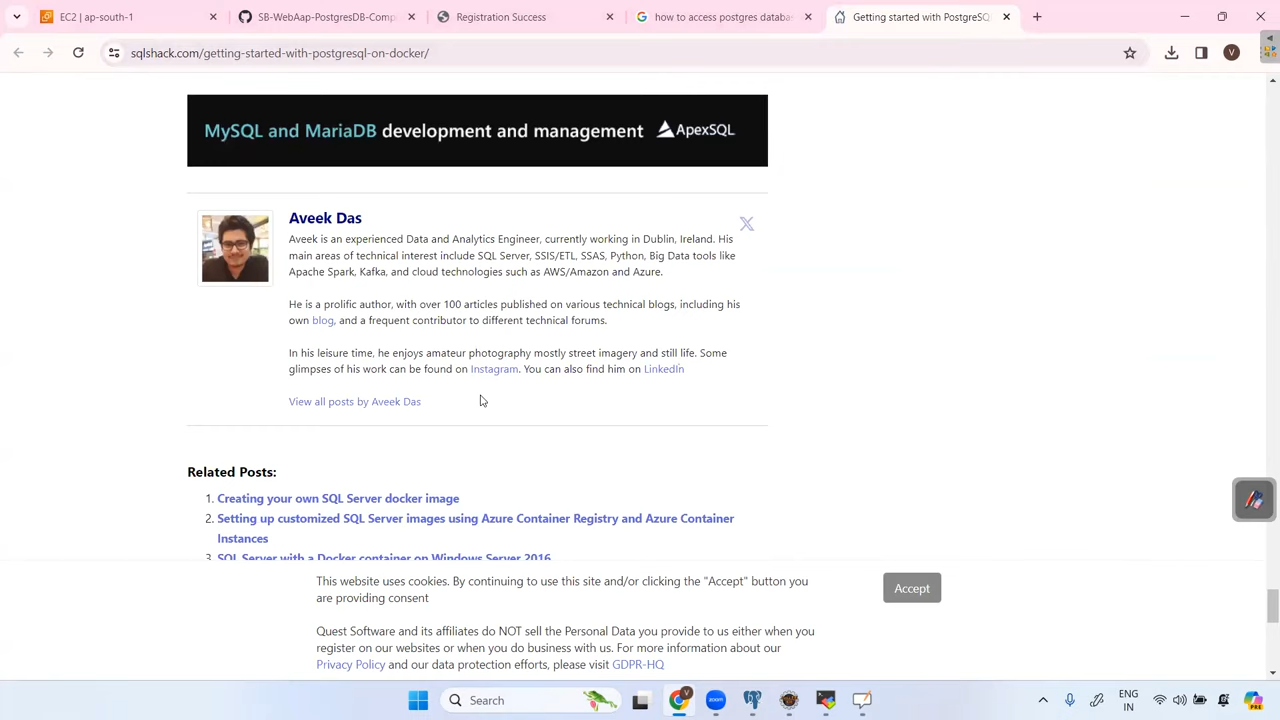 EC2 | ap-south-1
SB-WebAap-PostgresDB-Comp
Registration Success
how to access postgres databa
Getting started with PostgreSQ
sqlshack.com/getting-started-with-postgresql-on-docker/
V
MySQL and MariaDB development and management ApexSQL
Aveek Das
Aveek is an experienced Data and Analytics Engineer, currently working in Dublin, Ireland. His
main areas of technical interest include SQL Server, SSIS/ETL, SSAS, Python, Big Data tools like
Apache Spark, Kafka, and cloud technologies such as AWS/Amazon and Azure.
He is a prolific author, with over 100 articles published on various technical blogs, including his
own blog, and a frequent contributor to different technical forums.
In his leisure time, he enjoys amateur photography mostly street imagery and still life. Some
glimpses of his work can be found on Instagram. You can also find him on LinkedIn
View all posts by Aveek Das
Related Posts:
1. Creating your own SQL Server docker image
2. Setting up customized SQL Server images using Azure Container Registry and Azure Container
Instances
3. SQL Server with a Docker container on Windows Server 2016
This website uses cookies. By continuing to use this site and/or clicking the "Accept" button you
are providing consent
Accept
Quest Software and its affiliates do NOT sell the Personal Data you provide to us either when you
register on our websites or when you do business with us. For more information about our
Privacy Policy and our data protection efforts, please visit GDPR-HQ
Search
V
zoom
ENG
IN
PRE